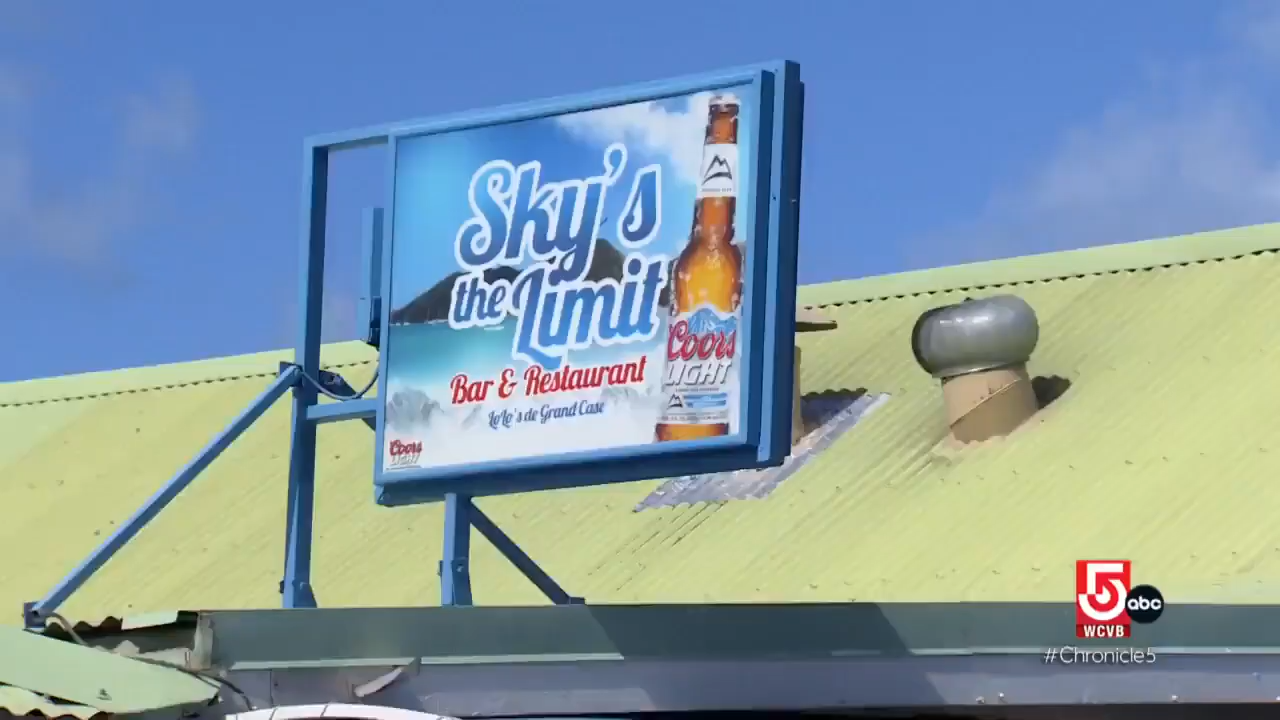 Sky's
the Limit
Bar & Restaurant
LoLo's de Grand Case
Coors
LIGHT
Coors
LIGHT
5
abc
WCVB
#Chronicle5